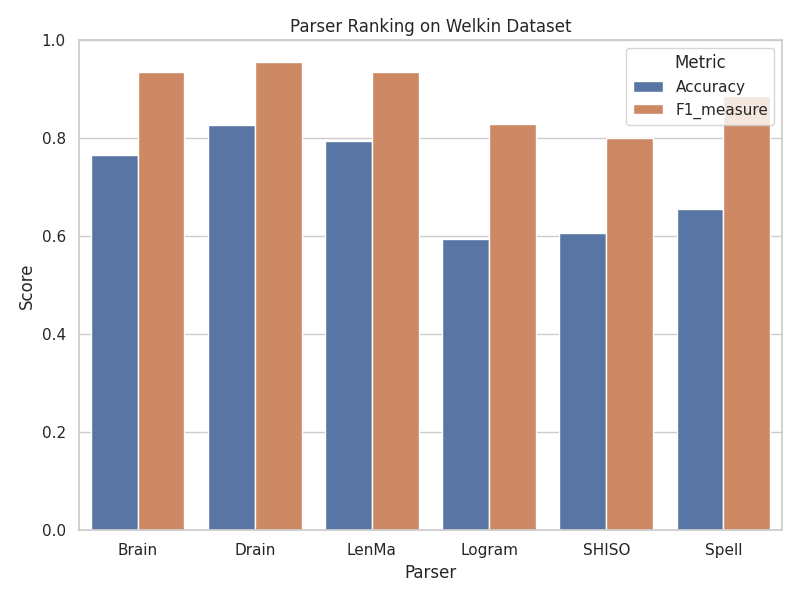 Parser Ranking on Welkin Dataset
Metric
Accuracy
F1_measure
Score
1.0
0.8
0.6
0.4
0.2
0.0
Brain Drain LenMa Logram SHISO Spell
Parser